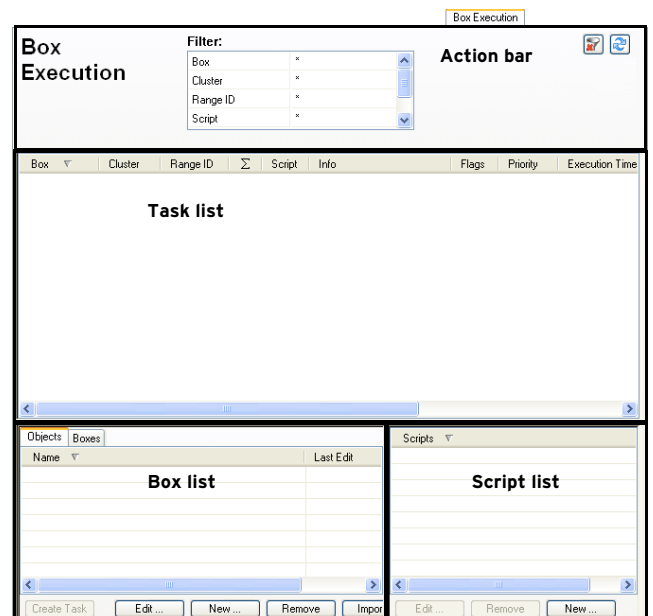 Box Execution
Box Execution
Filter:
Box *
Cluster *
Range ID *
Script *
Action bar
Box Cluster Range ID Σ Script Info Flags Priority Execution Time
Task list
Objects Boxes
Name Last Edit
Box list
Create Task Edit ... New ... Remove Impor
Scripts
Script list
Edit ... Remove New ...